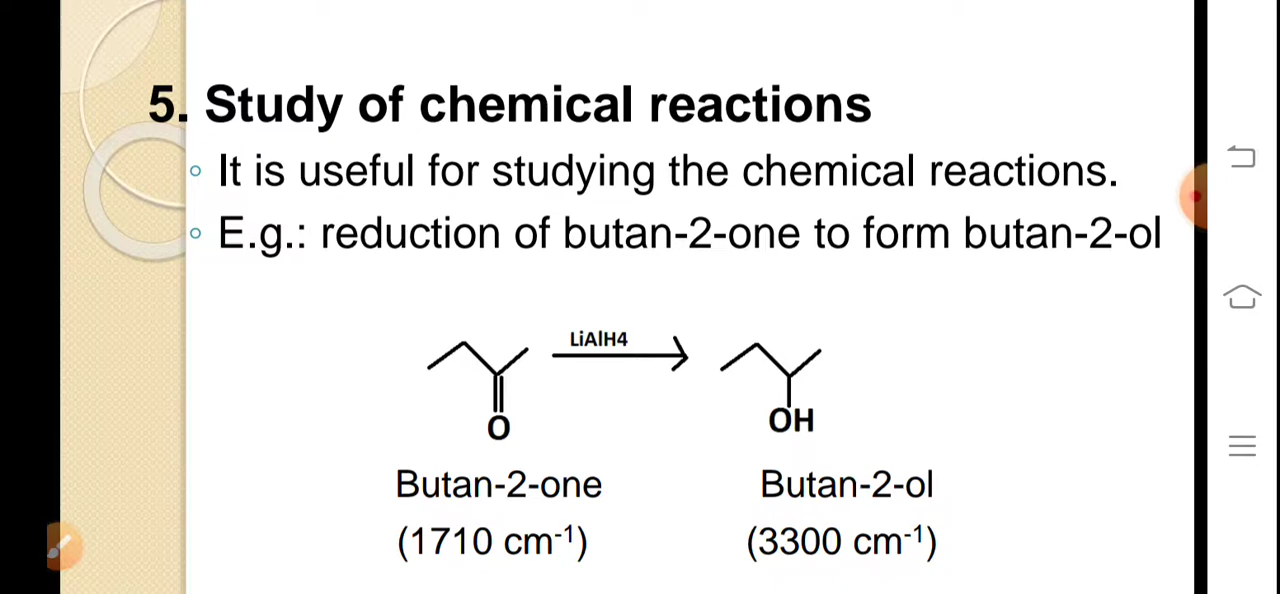 5. Study of chemical reactions
It is useful for studying the chemical reactions.
E.g.: reduction of butan-2-one to form butan-2-ol
LiAlH4
O
OH
Butan-2-one
Butan-2-ol
(1710 cm-1)
(3300 cm-1)